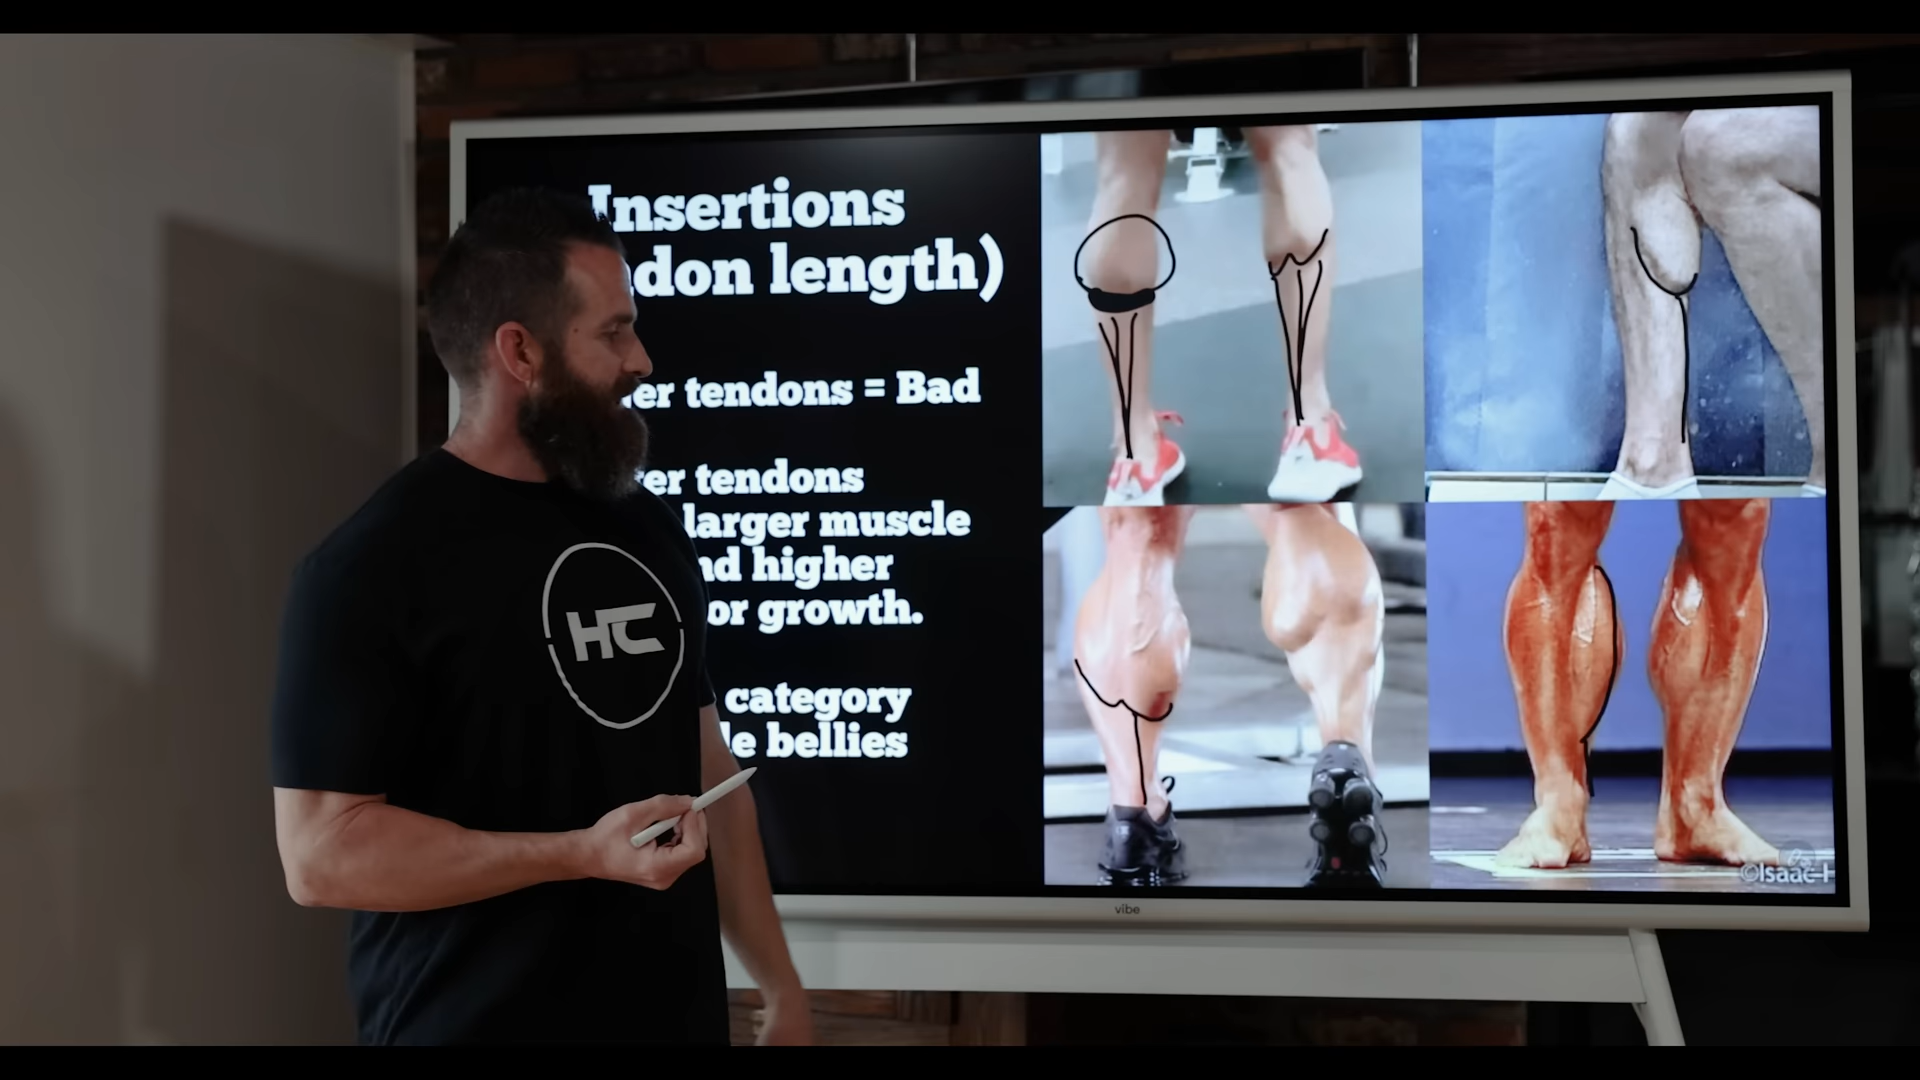 Insertions
don length)
er tendons = Bad
er tendons
larger muscle
nd higher
or growth.
category
le bellies
HC
vibe
©Isaac H